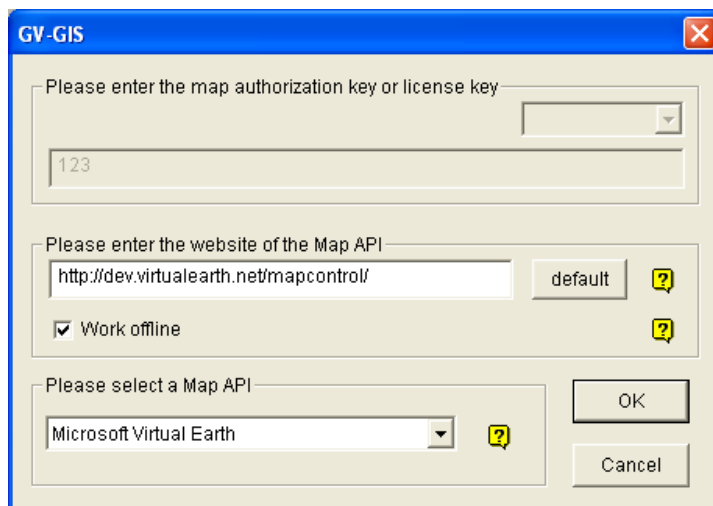 GV-GIS
Please enter the map authorization key or license key
123
Please enter the website of the Map API
http://dev.virtualearth.net/mapcontrol/
default
?
Work offline
?
Please select a Map API
Microsoft Virtual Earth
?
OK
Cancel